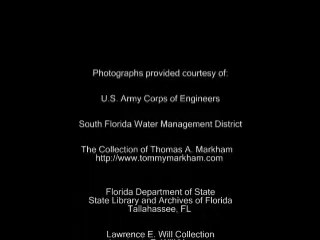 Photographs provided courtesy of:
U.S. Army Corps of Engineers
South Florida Water Management District
The Collection of Thomas A. Markham
http://www.tommymarkham.com
Florida Department of State
State Library and Archives of Florida
Tallahassee, FL
Lawrence E. Will Collection